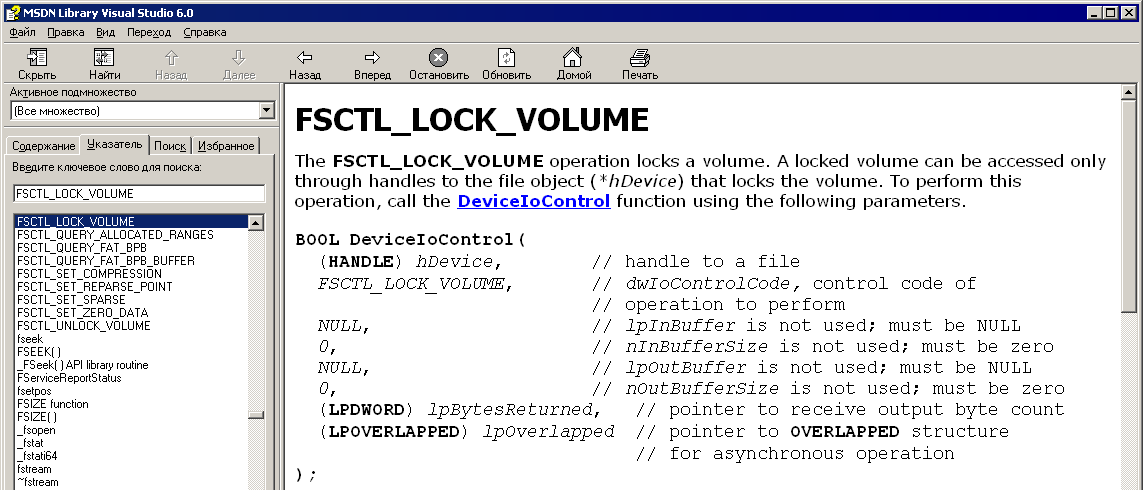 MSDN Library Visual Studio 6.0
Файл Правка Вид Переход Справка
Скрыть Найти Назад Далее Назад Вперед Остановить Обновить Домой Печать
Активное подмножество
(Все множество)
Содержание Указатель Поиск Избранное
Введите ключевое слово для поиска:
FSCTL_LOCK_VOLUME
FSCTL_LOCK_VOLUME
FSCTL_QUERY_ALLOCATED_RANGES
FSCTL_QUERY_FAT_BPB
FSCTL_QUERY_FAT_BPB_BUFFER
FSCTL_SET_COMPRESSION
FSCTL_SET_REPARSE_POINT
FSCTL_SET_SPARSE
FSCTL_SET_ZERO_DATA
FSCTL_UNLOCK_VOLUME
fseek
FSEEK( )
_FSeek( ) API library routine
FServiceReportStatus
fsetpos
FSIZE function
FSIZE( )
_fsopen
_fstat
_fstati64
fstream
~fstream
FSCTL_LOCK_VOLUME
The FSCTL_LOCK_VOLUME operation locks a volume. A locked volume can be accessed only
through handles to the file object (*hDevice) that locks the volume. To perform this
operation, call the DeviceIoControl function using the following parameters.
BOOL DeviceIoControl(
(HANDLE) hDevice, // handle to a file
FSCTL_LOCK_VOLUME, // dwIoControlCode, control code of
// operation to perform
NULL, // lpInBuffer is not used; must be NULL
0, // nInBufferSize is not used; must be zero
NULL, // lpOutBuffer is not used; must be NULL
0, // nOutBufferSize is not used; must be zero
(LPDWORD) lpBytesReturned, // pointer to receive output byte count
(LPOVERLAPPED) lpOverlapped // pointer to OVERLAPPED structure
// for asynchronous operation
);